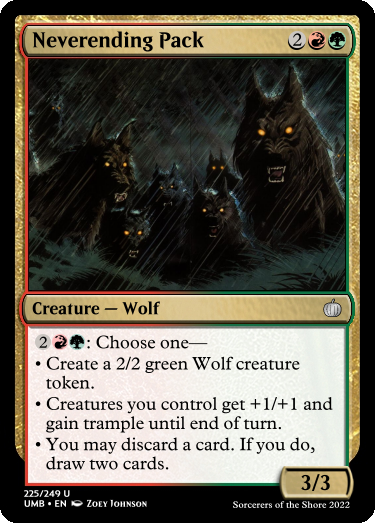 Neverending Pack 2
Creature — Wolf
2 : Choose one—
• Create a 2/2 green Wolf creature
token.
• Creatures you control get +1/+1 and
gain trample until end of turn.
• You may discard a card. If you do,
draw two cards.
3/3
225/249 U
UMB • EN Zoey Johnson
Sorcerers of the Shore 2022